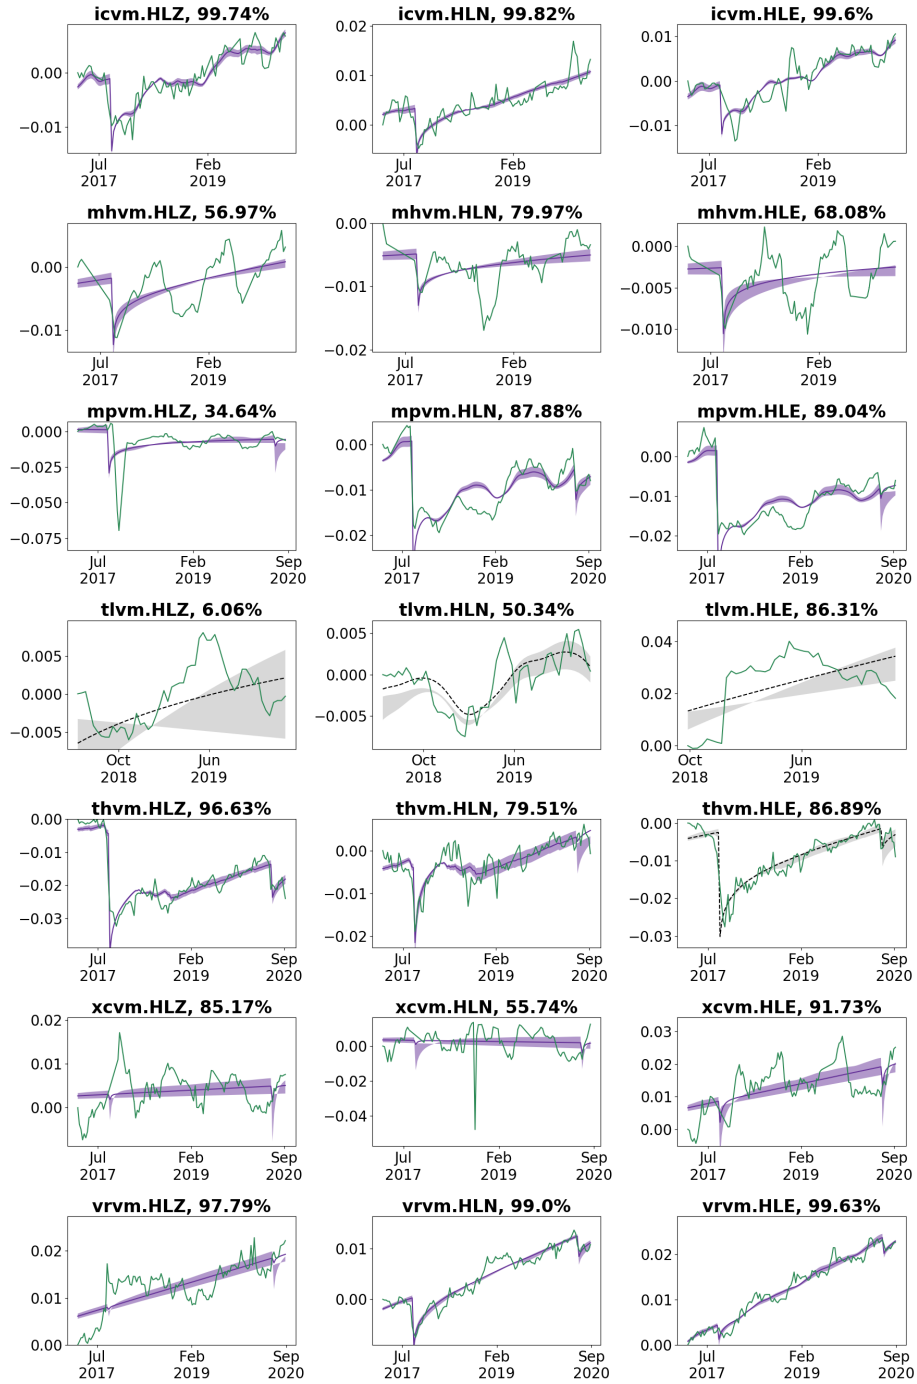 icvm.HLZ, 99.74%
icvm.HLN, 99.82%
icvm.HLE, 99.6%
0.00
−0.01
0.02
0.01
0.00
0.01
0.00
−0.01
Jul
2017
Feb
2019
Jul
2017
Feb
2019
Jul
2017
Feb
2019
mhvm.HLZ, 56.97%
mhvm.HLN, 79.97%
mhvm.HLE, 68.08%
0.00
−0.01
0.00
−0.01
−0.02
0.000
−0.005
−0.010
Jul
2017
Feb
2019
Jul
2017
Feb
2019
Jul
2017
Feb
2019
mpvm.HLZ, 34.64%
mpvm.HLN, 87.88%
mpvm.HLE, 89.04%
0.000
−0.025
−0.050
−0.075
0.00
−0.01
−0.02
0.00
−0.01
−0.02
Jul
2017
Feb
2019
Sep
2020
Jul
2017
Feb
2019
Sep
2020
Jul
2017
Feb
2019
Sep
2020
tlvm.HLZ, 6.06%
tlvm.HLN, 50.34%
tlvm.HLE, 86.31%
0.005
0.000
−0.005
0.005
0.000
−0.005
0.04
0.02
0.00
Oct
2018
Jun
2019
Oct
2018
Jun
2019
Oct
2018
Jun
2019
thvm.HLZ, 96.63%
thvm.HLN, 79.51%
thvm.HLE, 86.89%
0.00
−0.01
−0.02
−0.03
0.00
−0.01
−0.02
0.00
−0.01
−0.03
Jul
2017
Feb
2019
Sep
2020
Jul
2017
Feb
2019
Sep
2020
Jul
2017
Feb
2019
Sep
2020
xcvm.HLZ, 85.17%
xcvm.HLN, 55.74%
xcvm.HLE, 91.73%
0.02
0.01
0.00
0.00
−0.02
−0.04
0.03
0.01
0.00
Jul
2017
Feb
2019
Sep
2020
Jul
2017
Feb
2019
Sep
2020
Jul
2017
Feb
2019
Sep
2020
vrvm.HLZ, 97.79%
vrvm.HLN, 99.0%
vrvm.HLE, 99.63%
0.02
0.01
0.00
0.01
0.00
0.02
0.00
Jul
2017
Feb
2019
Sep
2020
Jul
2017
Feb
2019
Sep
2020
Jul
2017
Feb
2019
Sep
2020